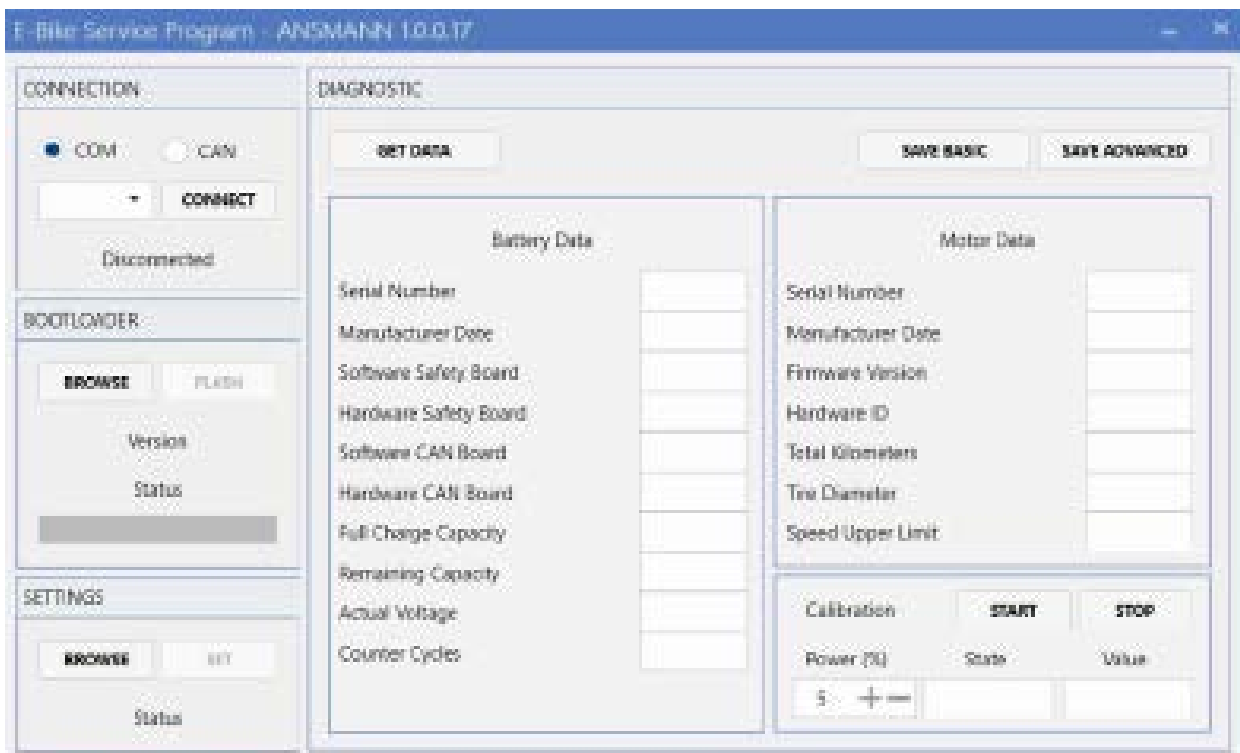 E-Bike Service Program - ANSMANN 1.0.0.17
CONNECTION
COM
CAN
CONNECT
Disconnected
BOOTLOADER
BROWSE
FLASH
Version
Status
SETTINGS
BROWSE
SET
Status
DIAGNOSTIC
GET DATA
SAVE BASIC
SAVE ADVANCED
Battery Data
Serial Number
Manufacturer Date
Software Safety Board
Hardware Safety Board
Software CAN Board
Hardware CAN Board
Full Charge Capacity
Remaining Capacity
Actual Voltage
Counter Cycles
Motor Data
Serial Number
Manufacturer Date
Firmware Version
Hardware ID
Total Kilometers
Tire Diameter
Speed Upper Limit
Calibration
START
STOP
Power (%)
State
Value
5